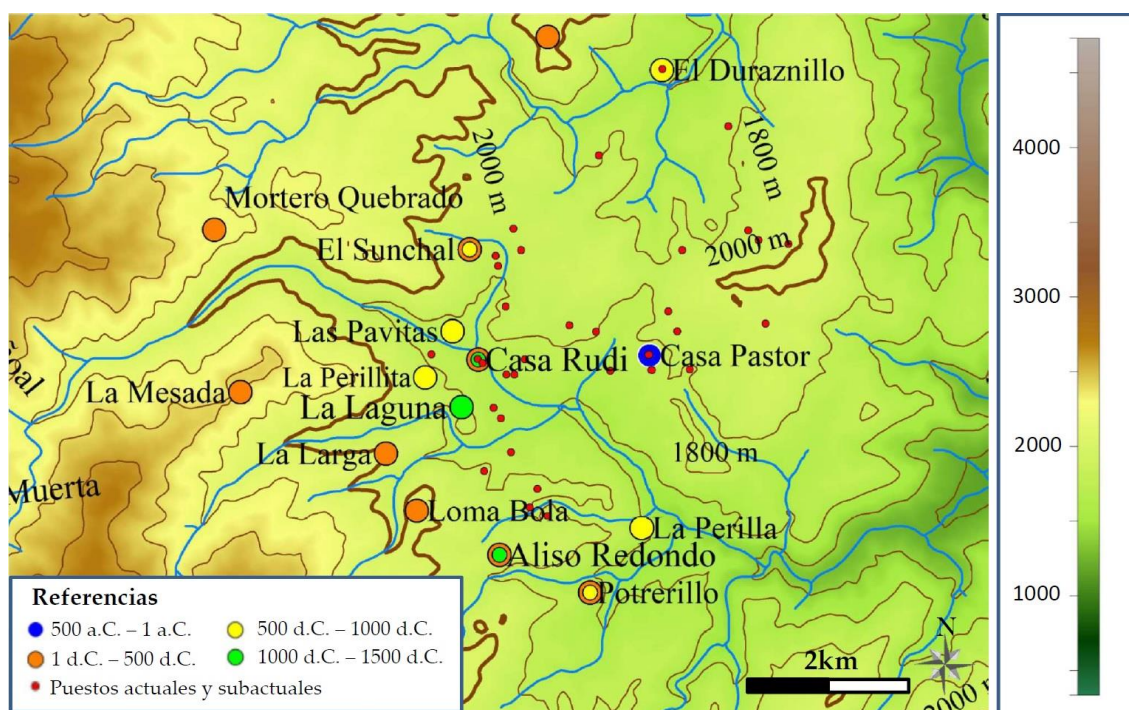 El Duraznillo
2000 m
1800 m
Mortero Quebrado
El Sunchal
2000 m
Las Pavitas
Casa Rudi
Casa Pastor
La Perillita
La Mesada
La Laguna
La Larga
1800 m
Muerta
Loma Bola
La Perilla
Aliso Redondo
Potrerillo
Referencias
500 a.C. – 1 a.C.
500 d.C. – 1000 d.C.
1 d.C. – 500 d.C.
1000 d.C. – 1500 d.C.
Puestos actuales y subactuales
2km
N
2000 m
4000
3000
2000
1000